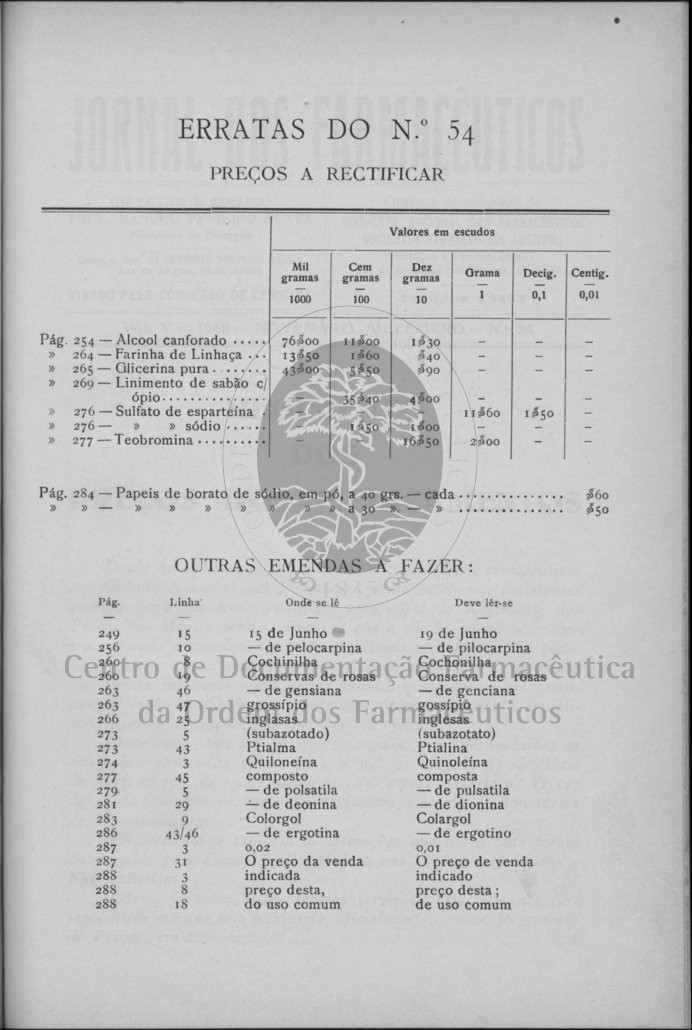 ERRATAS DO N.º 54
PREÇOS A RECTIFICAR
Valores em escudos
Mil gramas — 1000 Cem gramas — 100 Dez gramas — 10 Grama — 1 Decig. — 0,1 Centig. — 0,01
Pág. 254 — Alcool canforado ..... 76$00 11$00 1$30 – – –
» 264 — Farinha de Linhaça ... 13$50 1$60 $40 – – –
» 265 — Glicerina pura ....... 43$00 5$50 $90 – – –
» 269 — Linimento de sabão c/
ópio............... – 35$40 4$00 – – –
» 276 — Sulfato de esparteína . – – – 11$60 1$50 –
» 276 — » » sódio ...... – 1$50 1$00 – – –
» 277 — Teobromina .......... – – 16$50 2$00 – –
Pág. 284 — Papeis de borato de sódio, em pó, a 40 grs. — cada ............... $60
» » — » » » » » » » a 30 ». — » ............... $50
OUTRAS EMENDAS A FAZER:
Pág. Linha Onde se lê Deve lêr-se
249 15 15 de Junho 19 de Junho
256 10 — de pelocarpina — de pilocarpina
260 8 Cochinilha Cochonilha
260 19 Conservas de rosas Conserva de rosas
263 46 — de gensiana — de genciana
263 47 grossípio gossípio
266 25 inglasas inglesas
273 5 (subazotado) (subazotato)
273 43 Ptialma Ptialina
274 3 Quiloneína Quinoleína
277 45 composto composta
279 5 — de polsatila — de pulsatila
281 29 — de deonina — de dionina
283 9 Colorgol Colargol
286 43/46 — de ergotina — de ergotino
287 3 0,02 0,01
287 31 O preço da venda O preço de venda
288 3 indicada indicado
288 8 preço desta, preço desta ;
288 18 do uso comum de uso comum
1835
Centro de Documentação Farmacêutica
da Ordem dos Farmacêuticos